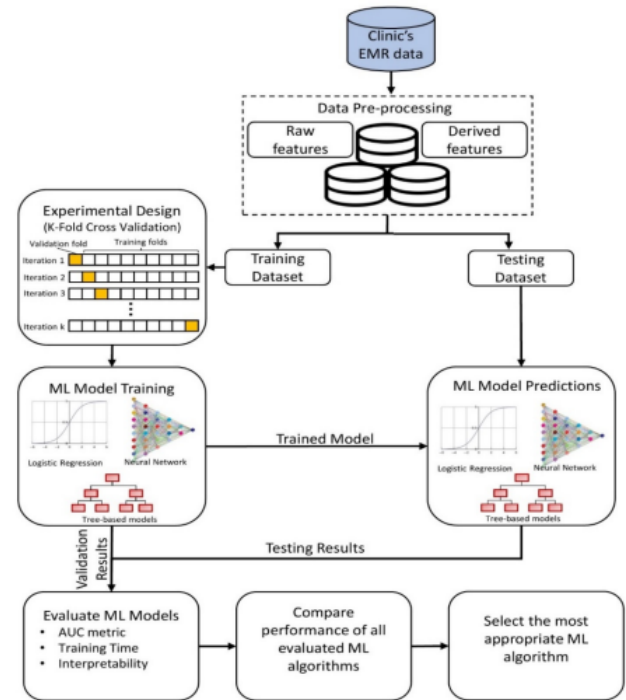 Clinic's
EMR data
Data Pre-processing
Raw
features
Derived
features
Experimental Design
(K-Fold Cross Validation)
Validation fold
Training folds
Iteration 1
Iteration 2
Iteration 3
Iteration k
Training
Dataset
Testing
Dataset
ML Model Training
Logistic Regression
Neural Network
Tree-based models
Trained Model
ML Model Predictions
Logistic Regression
Neural Network
Tree-based models
Validation
Results
Testing Results
Evaluate ML Models
• AUC metric
• Training Time
• Interpretability
Compare
performance of all
evaluated ML
algorithms
Select the most
appropriate ML
algorithm